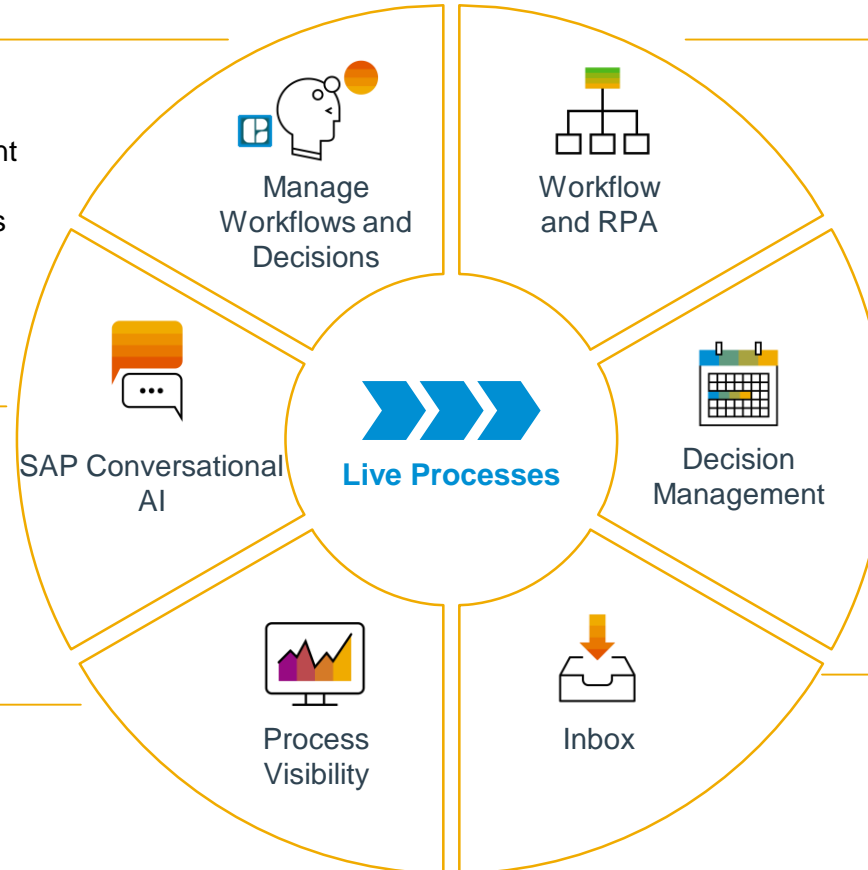 Manage
Workflows and
Decisions
Workflow
and RPA
SAP Conversational
AI
Live Processes
Decision
Management
Process
Visibility
Inbox